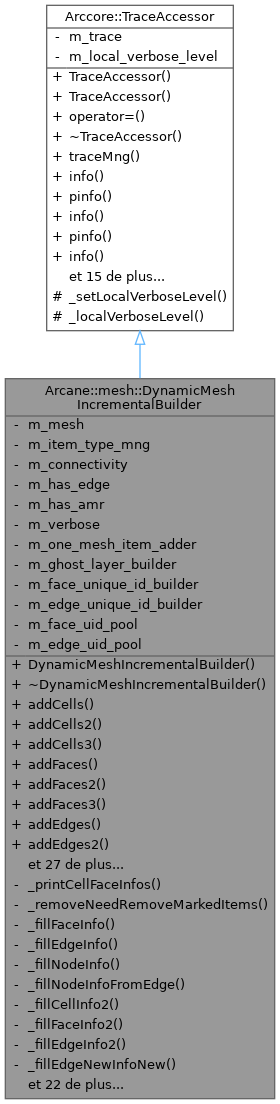 Arccore::TraceAccessor
- m_trace
- m_local_verbose_level
+ TraceAccessor()
+ TraceAccessor()
+ operator=()
+ ~TraceAccessor()
+ traceMng()
+ info()
+ pinfo()
+ info()
+ pinfo()
+ info()
et 15 de plus...
# _setLocalVerboseLevel()
# _localVerboseLevel()
Arcane::mesh::DynamicMesh
IncrementalBuilder
- m_mesh
- m_item_type_mng
- m_connectivity
- m_has_edge
- m_has_amr
- m_verbose
- m_one_mesh_item_adder
- m_ghost_layer_builder
- m_face_unique_id_builder
- m_edge_unique_id_builder
- m_face_uid_pool
- m_edge_uid_pool
+ DynamicMeshIncrementalBuilder()
+ ~DynamicMeshIncrementalBuilder()
+ addCells()
+ addCells2()
+ addCells3()
+ addFaces()
+ addFaces2()
+ addFaces3()
+ addEdges()
+ addEdges2()
et 27 de plus...
- _printCellFaceInfos()
- _removeNeedRemoveMarkedItems()
- _fillFaceInfo()
- _fillEdgeInfo()
- _fillNodeInfo()
- _fillNodeInfoFromEdge()
- _fillCellInfo2()
- _fillFaceInfo2()
- _fillEdgeInfo2()
- _fillEdgeNewInfoNew()
et 22 de plus...